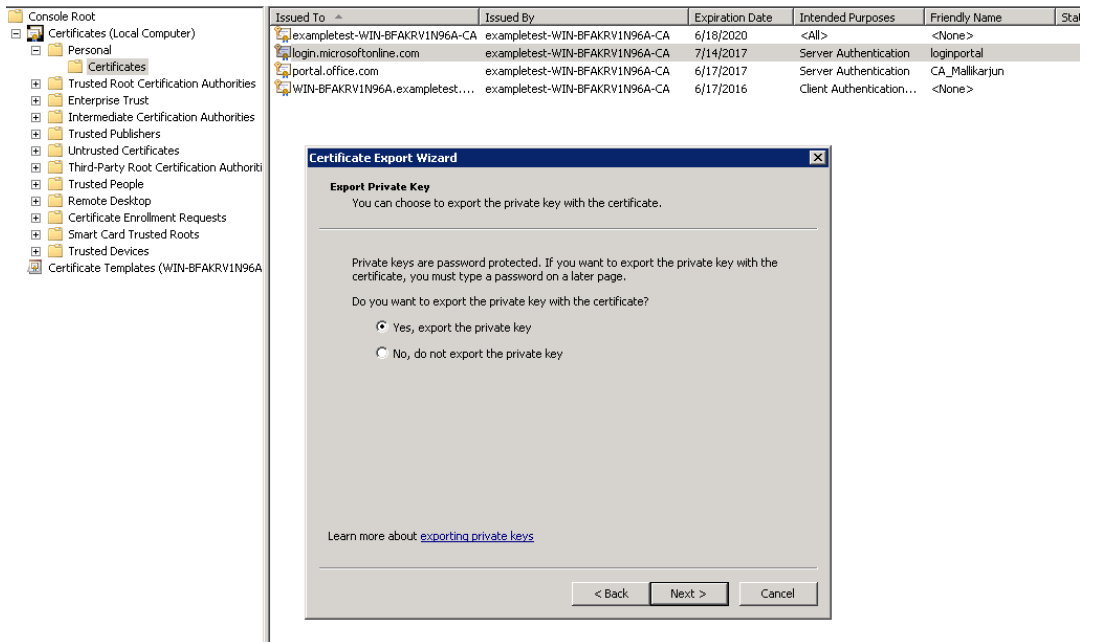 Console Root
Certificates (Local Computer)
Personal
Certificates
Trusted Root Certification Authorities
Enterprise Trust
Intermediate Certification Authorities
Trusted Publishers
Untrusted Certificates
Third-Party Root Certification Authoriti
Trusted People
Remote Desktop
Certificate Enrollment Requests
Smart Card Trusted Roots
Trusted Devices
Certificate Templates (WIN-BFAKRV1N96A
Issued To Issued By Expiration Date Intended Purposes Friendly Name Stat
exampletest-WIN-BFAKRV1N96A-CA exampletest-WIN-BFAKRV1N96A-CA 6/18/2020 <All> <None>
login.microsoftonline.com exampletest-WIN-BFAKRV1N96A-CA 7/14/2017 Server Authentication loginportal
portal.office.com exampletest-WIN-BFAKRV1N96A-CA 6/17/2017 Server Authentication CA_Mallikarjun
WIN-BFAKRV1N96A.exampletest.... exampletest-WIN-BFAKRV1N96A-CA 6/17/2016 Client Authentication... <None>
Certificate Export Wizard
Export Private Key
You can choose to export the private key with the certificate.
Private keys are password protected. If you want to export the private key with the
certificate, you must type a password on a later page.
Do you want to export the private key with the certificate?
Yes, export the private key
No, do not export the private key
Learn more about exporting private keys
< Back Next > Cancel